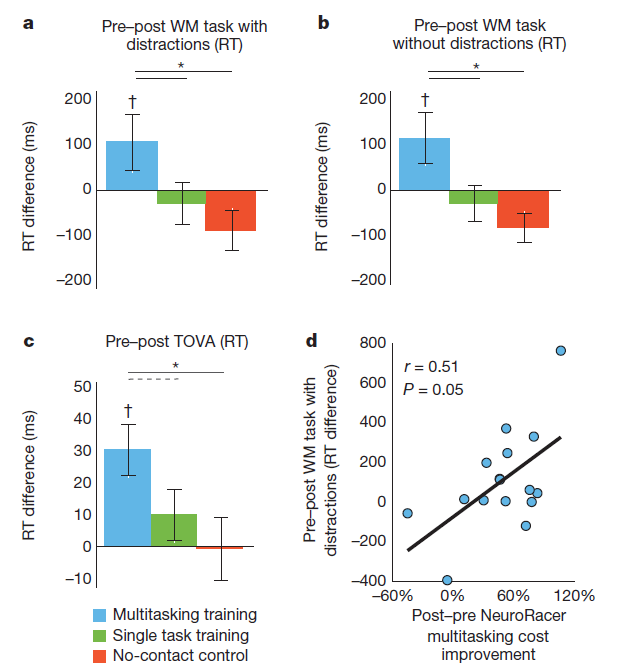 a
Pre–post WM task with
distractions (RT)
*
†
200
100
0
–100
–200
RT difference (ms)
b
Pre–post WM task
without distractions (RT)
*
†
200
100
0
–100
–200
RT difference (ms)
c
Pre–post TOVA (RT)
*
†
50
40
30
20
10
0
–10
RT difference (ms)
Multitasking training
Single task training
No-contact control
d
r = 0.51
P = 0.05
800
600
400
200
0
–200
–400
Pre–post WM task with
distractions (RT difference)
–60%
0%
60%
120%
Post–pre NeuroRacer
multitasking cost
improvement